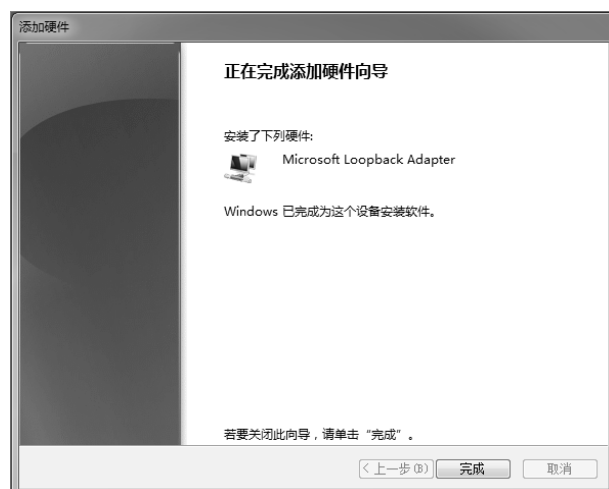 添加硬件
正在完成添加硬件向导
安装了下列硬件:
Microsoft Loopback Adapter
Windows 已完成为这个设备安装软件。
若要关闭此向导，请单击“完成”。
<上一步(B) 完成 取消